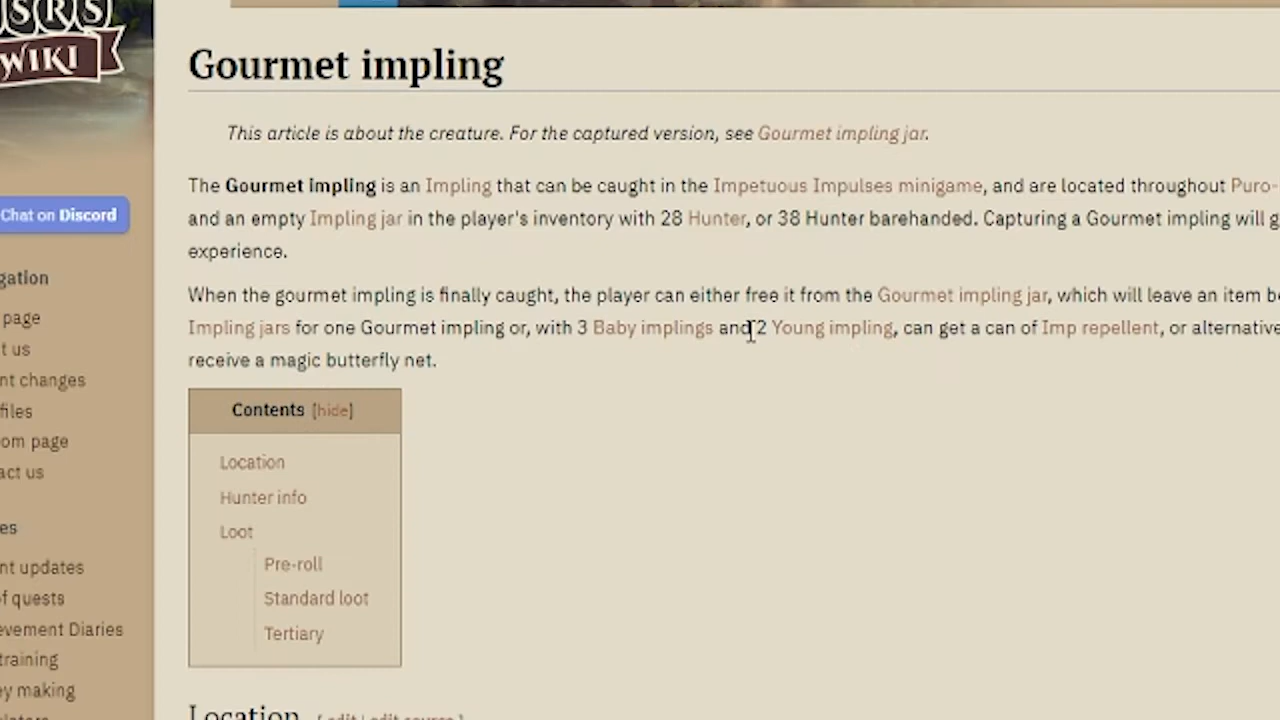 SRS
WIKI
Gourmet impling
This article is about the creature. For the captured version, see Gourmet impling jar.
The Gourmet impling is an Impling that can be caught in the Impetuous Impulses minigame, and are located throughout Puro-
and an empty Impling jar in the player's inventory with 28 Hunter, or 38 Hunter barehanded. Capturing a Gourmet impling will g
experience.
When the gourmet impling is finally caught, the player can either free it from the Gourmet impling jar, which will leave an item be
Impling jars for one Gourmet impling or, with 3 Baby implings and 2 Young impling, can get a can of Imp repellent, or alternative
receive a magic butterfly net.
Contents [hide]
Location
Hunter info
Loot
Pre-roll
Standard loot
Tertiary
Location [ edit | edit source ]
Chat on Discord
gation
page
t us
nt changes
files
om page
act us
es
nt updates
of quests
evement Diaries
training
ey making